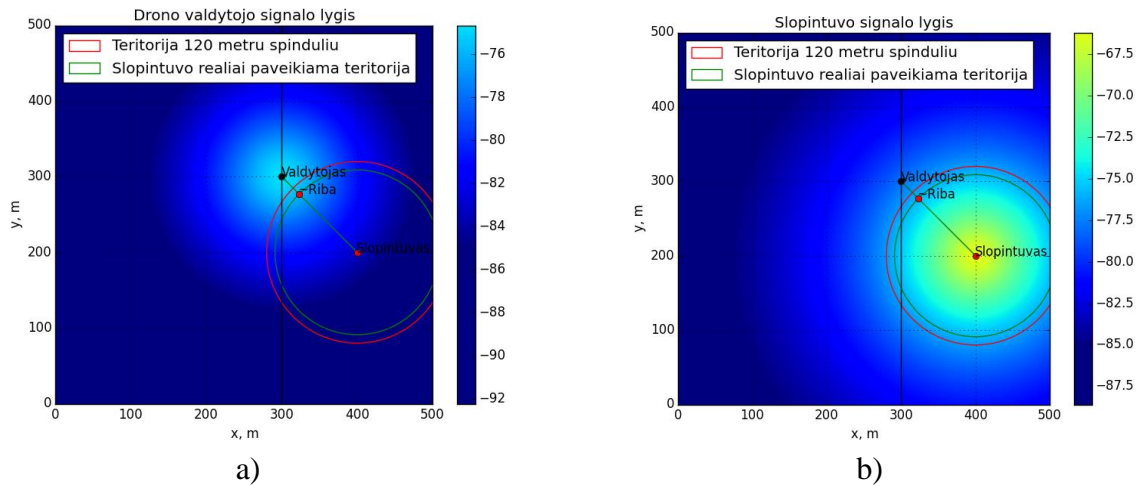 Drono valdytojo signalo lygis
Teritorija 120 metru spinduliu
Slopintuvo realiai paveikiama teritorija
Valdytojas
~Riba
Slopintuvas
500
400
300
200
100
0
y, m
0 100 200 300 400 500
x, m
−76
−78
−80
−82
−84
−86
−88
−90
−92
a)
Slopintuvo signalo lygis
Teritorija 120 metru spinduliu
Slopintuvo realiai paveikiama teritorija
Valdytojas
~Riba
Slopintuvas
500
400
300
200
100
0
y, m
0 100 200 300 400 500
x, m
−67.5
−70.0
−72.5
−75.0
−77.5
−80.0
−82.5
−85.0
−87.5
b)